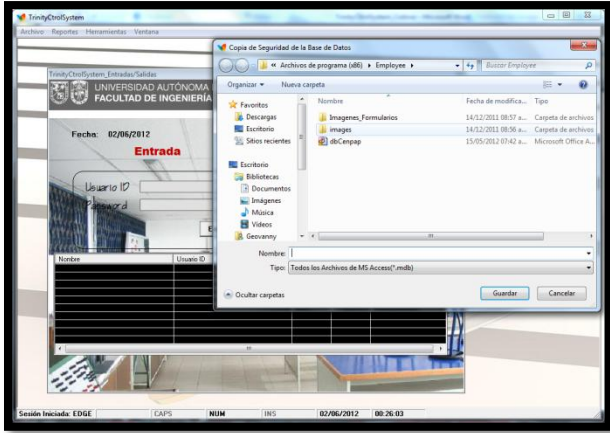 TrinityCtrolSystem
Archivo Reportes Herramientas Ventana
Copia de Seguridad de la Base de Datos
« Archivos de programa (x86) ▸ Employee ▸
Buscar Employee
Organizar Nueva carpeta
Favoritos
Descargas
Escritorio
Sitios recientes
Escritorio
Bibliotecas
Documentos
Imágenes
Música
Vídeos
Geovanny
Nombre Fecha de modifica... Tipo
Imagenes_Formularios 14/12/2011 08:57 a... Carpeta de archivos
images 14/12/2011 08:56 a... Carpeta de archivos
dbCenpap 15/05/2012 07:42 a... Microsoft Office A...
Nombre:
Tipo: Todos los Archivos de MS Access(*.mdb)
Ocultar carpetas
Guardar Cancelar
TrinityCtrolSystem_Entradas/Salidas
UNIVERSIDAD AUTÓNOMA
FACULTAD DE INGENIERÍA
Fecha: 02/06/2012
Entrada
Usuario ID
Password
Nombre Usuario ID
Sesión Iniciada: EDGE CAPS NUM INS 02/06/2012 00:26:03